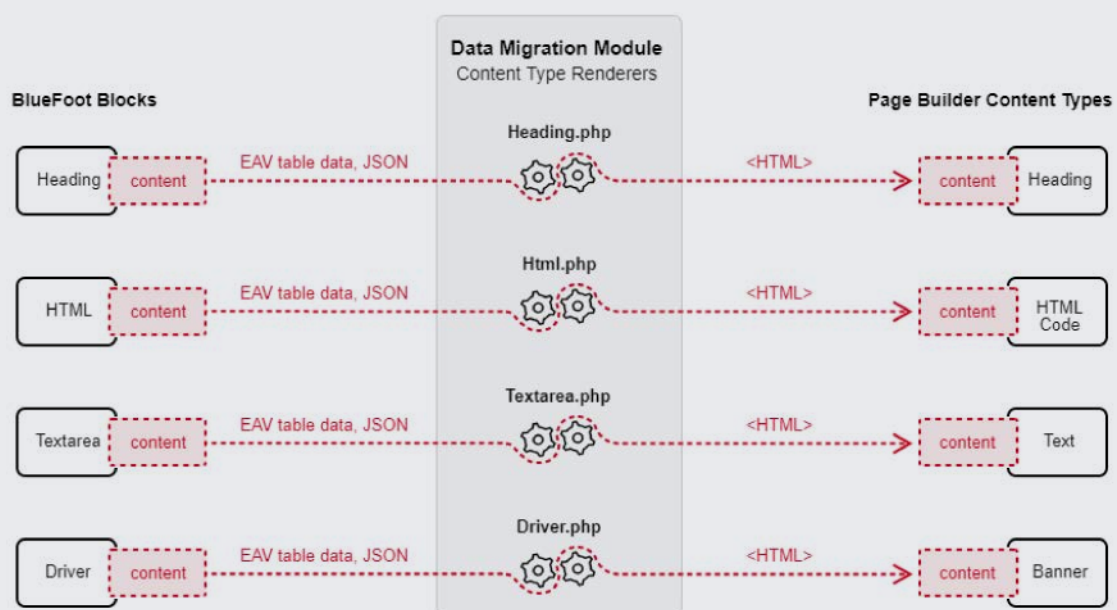 Data Migration Module
Content Type Renderers
BlueFoot Blocks
Page Builder Content Types
Heading.php
Heading
content
EAV table data, JSON
<HTML>
content
Heading
Html.php
HTML
content
EAV table data, JSON
<HTML>
content
HTML
Code
Textarea.php
Textarea
content
EAV table data, JSON
<HTML>
content
Text
Driver.php
Driver
content
EAV table data, JSON
<HTML>
content
Banner